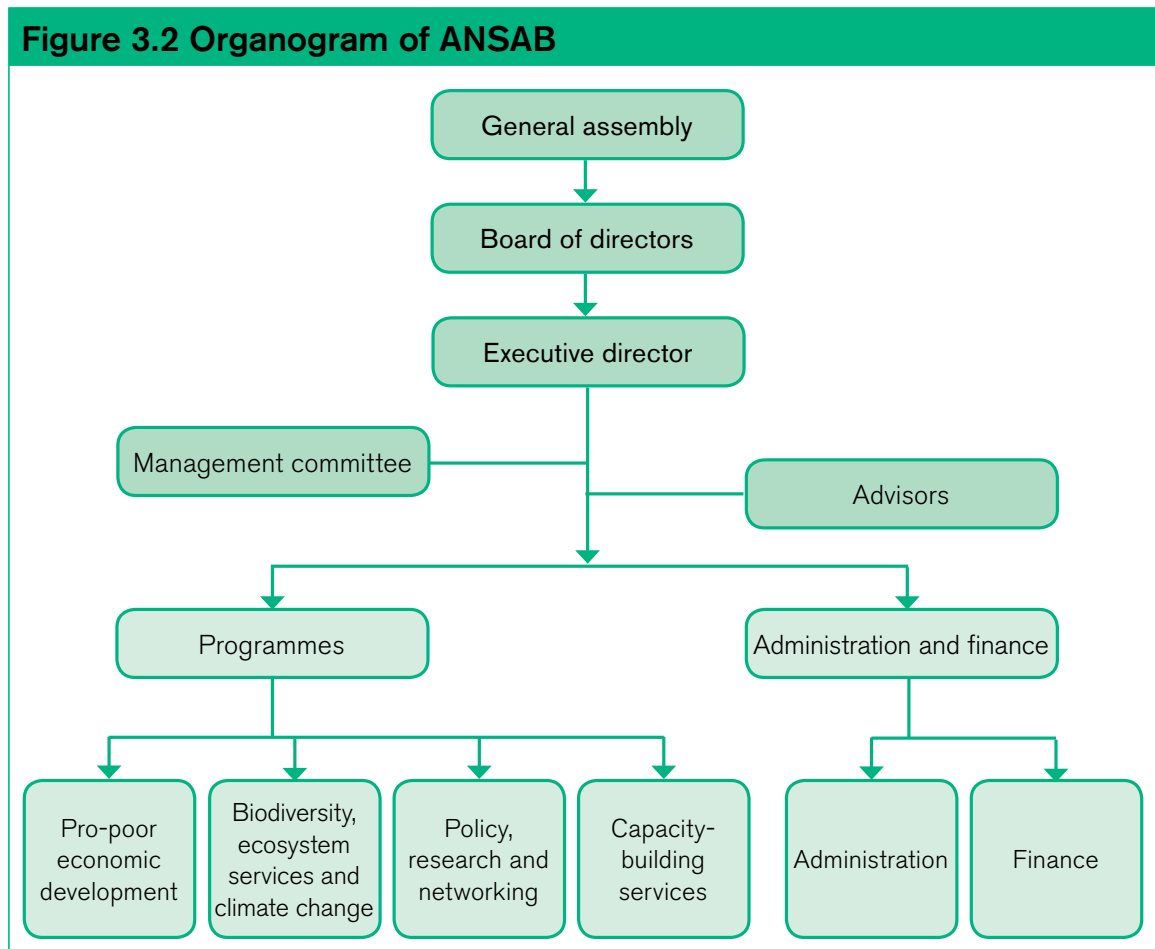 Figure 3.2 Organogram of ANSAB
General assembly
Board of directors
Executive director
Management committee
Advisors
Programmes
Administration and finance
Pro-poor
economic
development
Biodiversity,
ecosystem
services and
climate change
Policy,
research and
networking
Capacity-
building
services
Administration
Finance